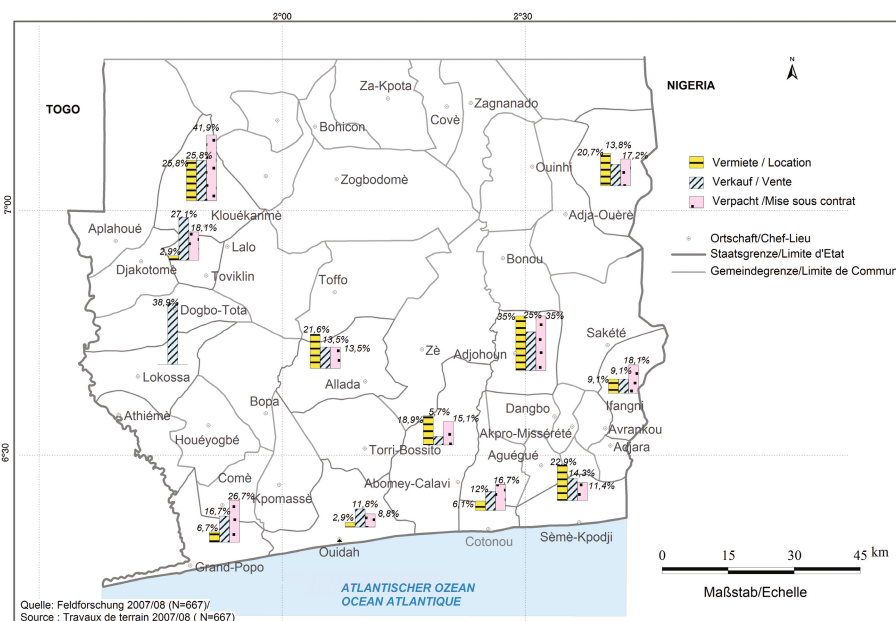 2°00
2°30
TOGO
NIGERIA
N
Za-Kpota
Zagnanado
Covè
Bohicon
41,9%
25,8%
25,8%
20,7%
13,8%
17,2%
Ouinhi
Zogbodomè
Vermiete / Location
Verkauf / Vente
Verpacht /Mise sous contrat
7°00
Klouékanmè
Adja-Ouèrè
27,1%
18,1%
2,9%
Aplahoué
Lalo
Djakotomè
Toviklin
Bonou
Ortschaft/Chef-Lieu
Staatsgrenze/Limite d'Etat
Gemeindegrenze/Limite de Commun
Toffo
38,9%
Dogbo-Tota
21,6%
13,5%
13,5%
35%
25%
35%
Sakété
Zè
Adjohoun
18,1%
9,1%
9,1%
Lokossa
Allada
Bopa
Ifangni
Athiémè
Houéyogbé
18,9%
5,7%
15,1%
Dangbo
Akpro-Missérété
Avrankou
Adjara
6°30
Torri-Bossito
Aguégué
22,9%
14,3%
11,4%
Comè
Kpomassè
Abomey-Calavi
26,7%
16,7%
6,7%
2,9%
11,8%
8,8%
6,1%
12%
16,7%
Ouidah
Cotonou
Sèmè-Kpodji
Grand-Popo
0 15 30 45 km
Maßstab/Echelle
ATLANTISCHER OZEAN
OCEAN ATLANTIQUE
Quelle: Feldforschung 2007/08 (N=667)/
Source : Travaux de terrain 2007/08 ( N=667)